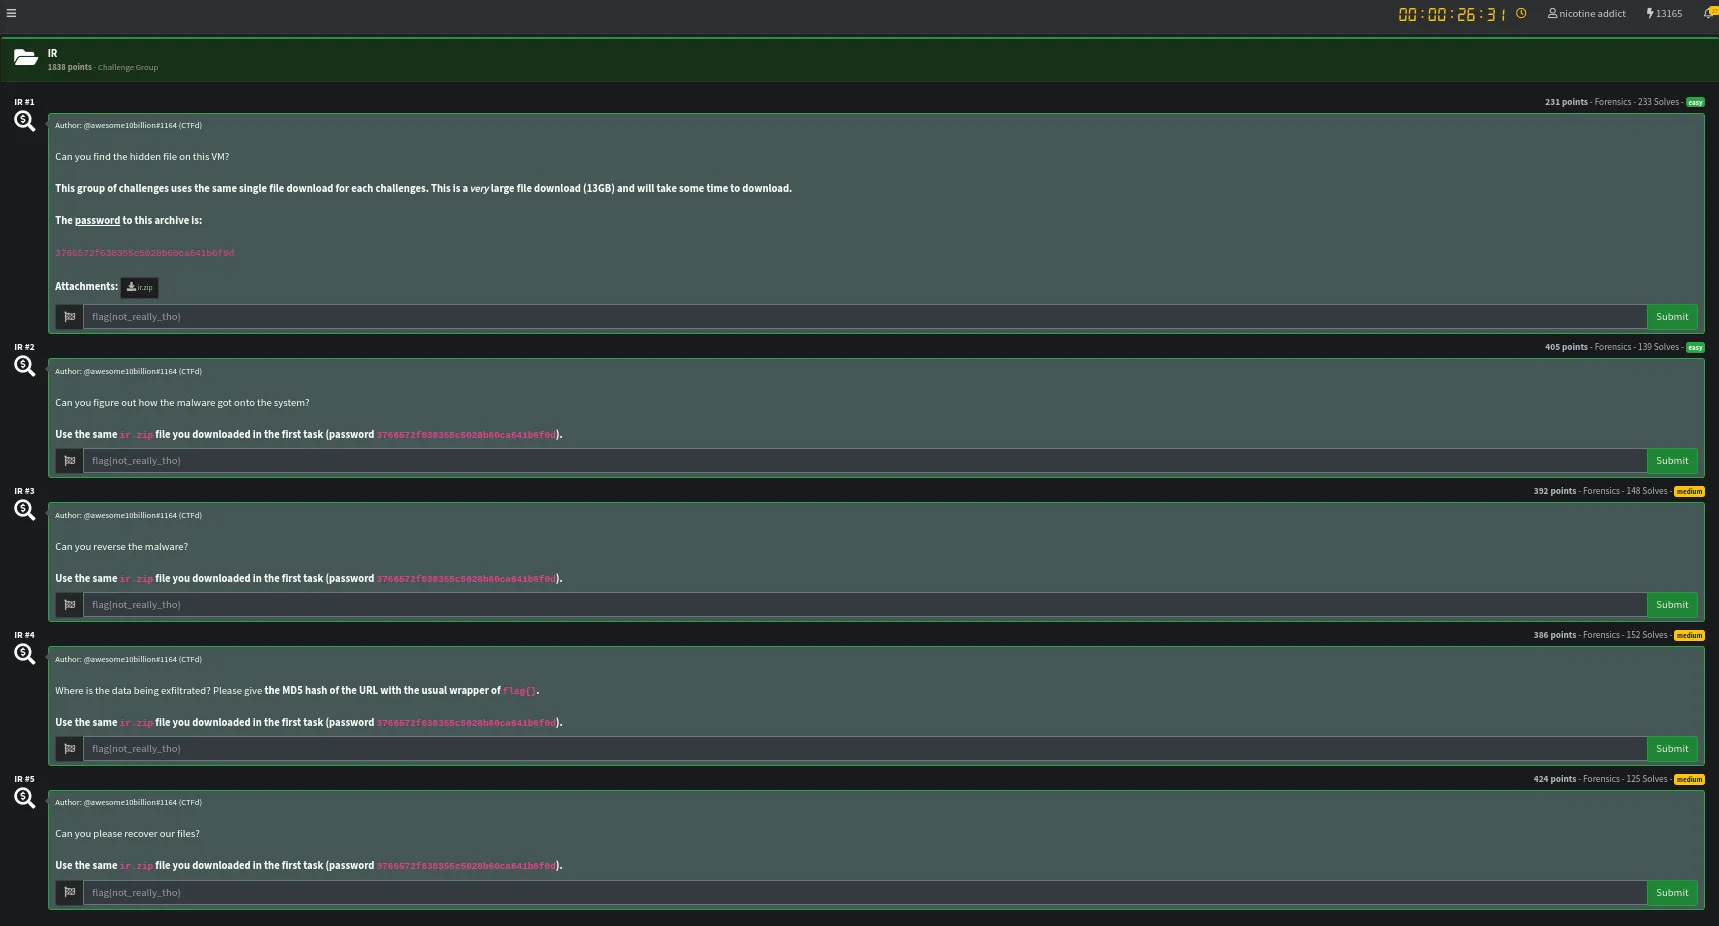 00:00:26:31 nicotine addict 13165
IR
1838 points - Challenge Group
IR #1 231 points - Forensics - 233 Solves - easy
Author: @awesome10billion#1164 (CTFd)
Can you find the hidden file on this VM?
This group of challenges uses the same single file download for each challenges. This is a very large file download (13GB) and will take some time to download.
The password to this archive is:
3766572f638355c5028b60ca641b6f0d
Attachments: ir.zip
flag{not_really_tho} Submit
IR #2 405 points - Forensics - 139 Solves - easy
Author: @awesome10billion#1164 (CTFd)
Can you figure out how the malware got onto the system?
Use the same ir.zip file you downloaded in the first task (password 3766572f638355c5028b60ca641b6f0d).
flag{not_really_tho} Submit
IR #3 392 points - Forensics - 148 Solves - medium
Author: @awesome10billion#1164 (CTFd)
Can you reverse the malware?
Use the same ir.zip file you downloaded in the first task (password 3766572f638355c5028b60ca641b6f0d).
flag{not_really_tho} Submit
IR #4 386 points - Forensics - 152 Solves - medium
Author: @awesome10billion#1164 (CTFd)
Where is the data being exfiltrated? Please give the MD5 hash of the URL with the usual wrapper of flag{}.
Use the same ir.zip file you downloaded in the first task (password 3766572f638355c5028b60ca641b6f0d).
flag{not_really_tho} Submit
IR #5 424 points - Forensics - 125 Solves - medium
Author: @awesome10billion#1164 (CTFd)
Can you please recover our files?
Use the same ir.zip file you downloaded in the first task (password 3766572f638355c5028b60ca641b6f0d).
flag{not_really_tho} Submit